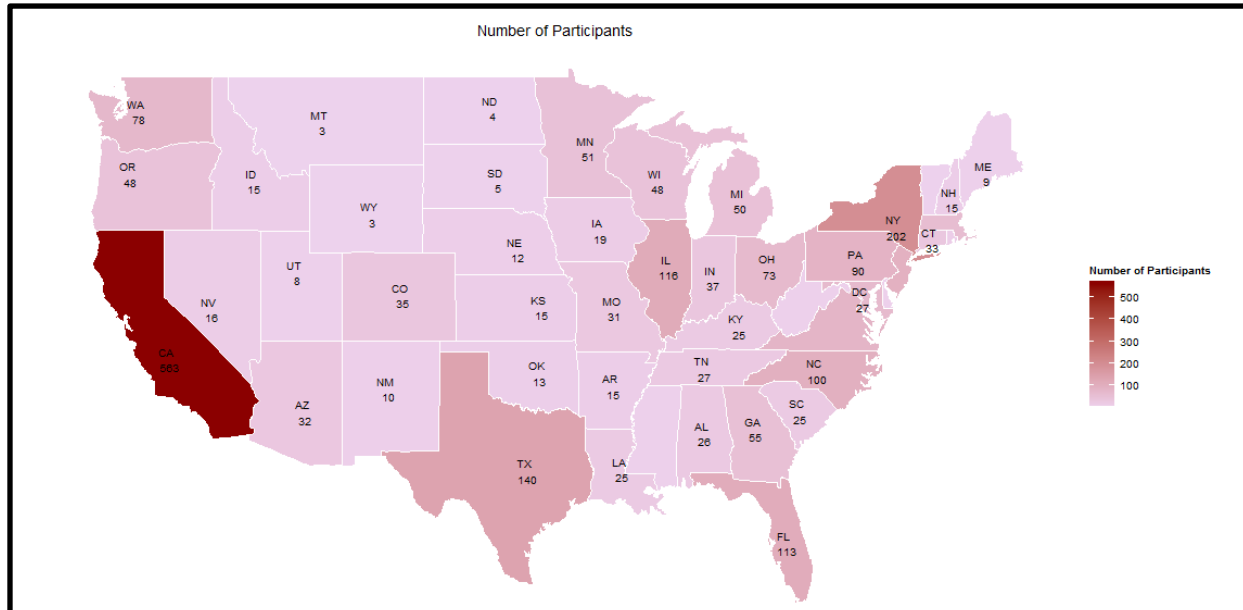 Number of Participants
WA
78
MT
3
ND
4
MN
51
ME
9
OR
48
ID
15
SD
5
WI
48
MI
50
NH
15
WY
3
NY
202
CT
33
IA
19
NE
12
UT
8
IL
116
IN
37
OH
73
PA
90
NV
16
CO
35
KS
15
MO
31
KY
25
DC
27
CA
TN
27
NC
100
OK
13
AR
15
NM
10
AZ
32
SC
25
AL
26
GA
55
TX
140
LA
25
FL
113
Number of Participants
500
400
300
200
100